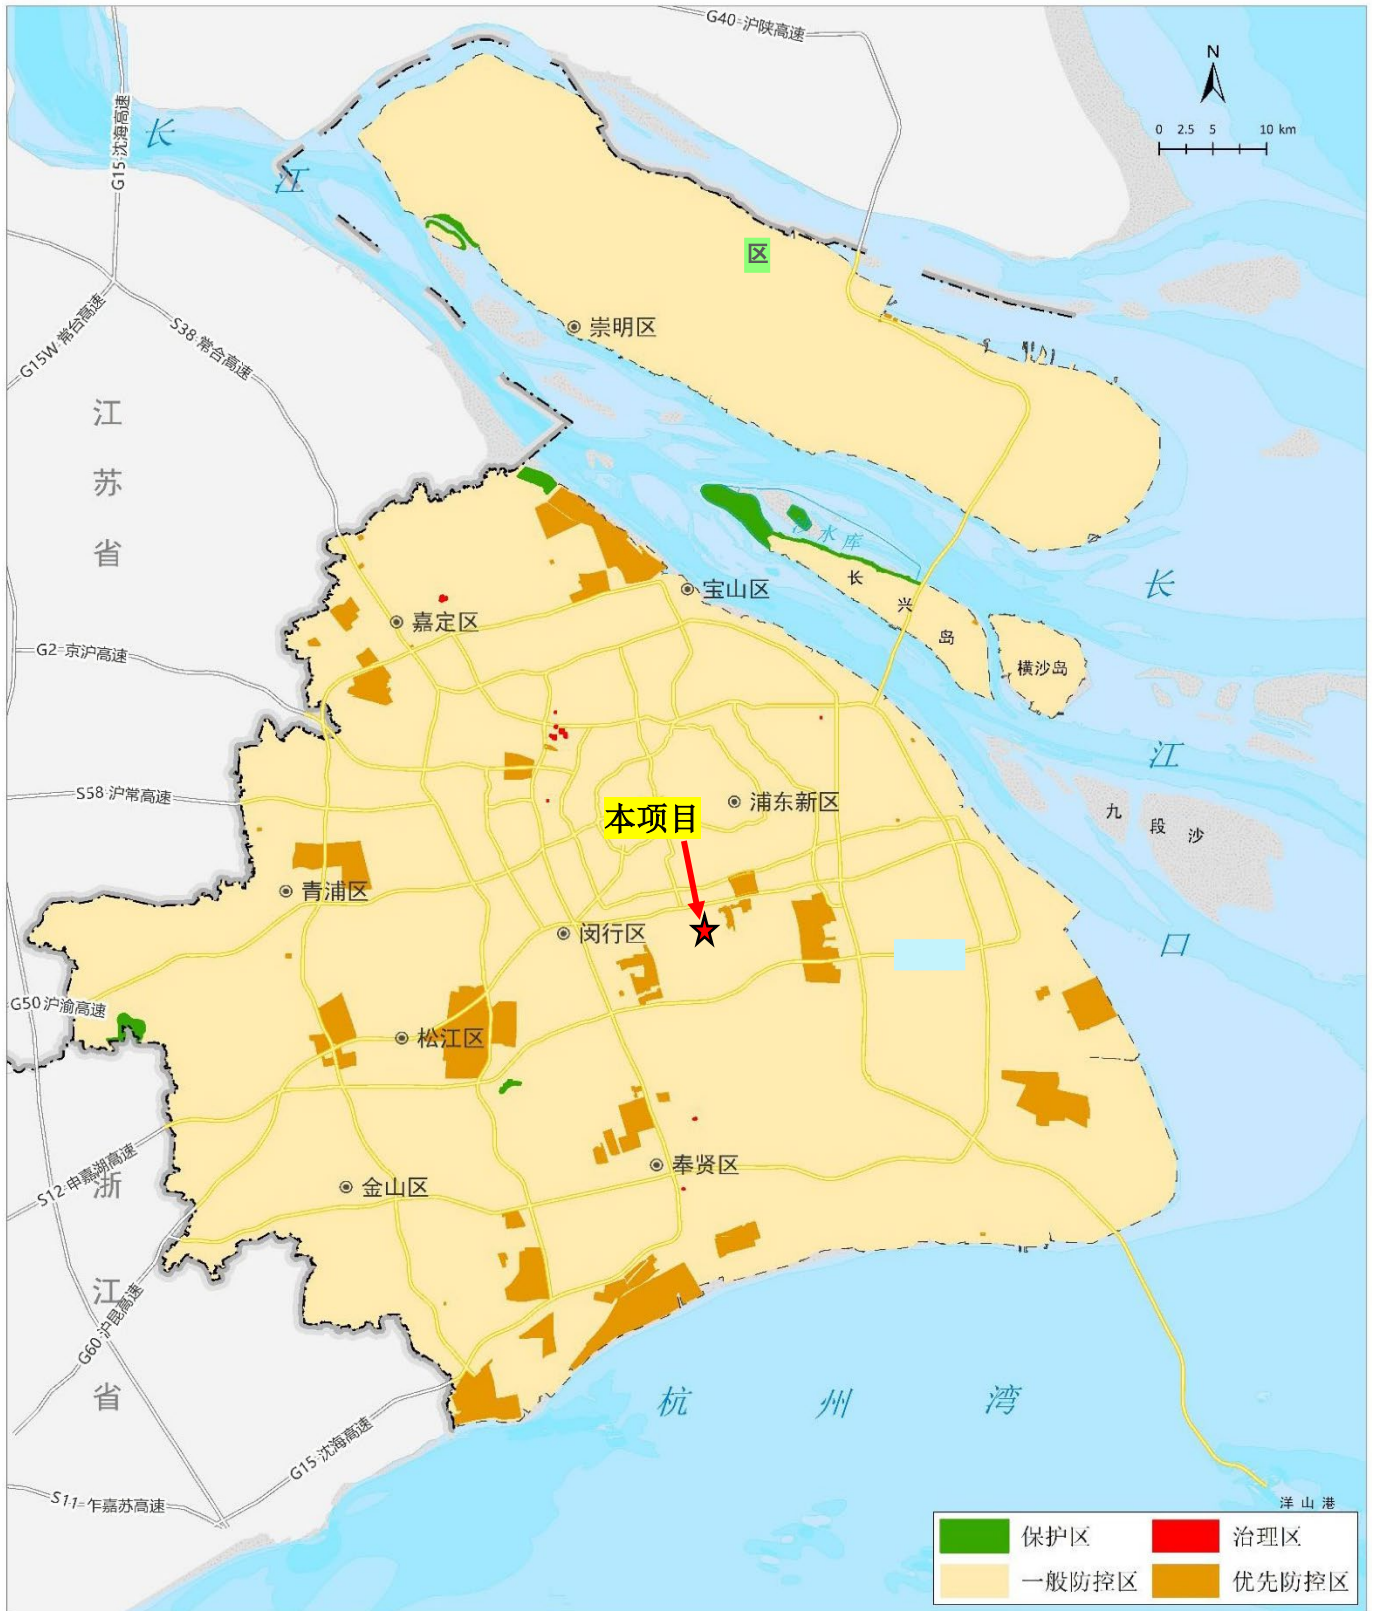 G40 沪陕高速
N
0 2.5 5 10 km
长
江
G15 沈海高速
区
崇明区
G15W 常台高速
S38 常合高速
江
苏
省
水库
长
兴
岛
宝山区
长
嘉定区
横沙岛
G2 京沪高速
江
S58 沪常高速
本项目
浦东新区
九段沙
青浦区
闵行区
口
G50 沪渝高速
松江区
奉贤区
S12 申嘉湖高速
浙
金山区
江
G60 沪昆高速
省
杭州湾
G15 沈海高速
S11 乍嘉苏高速
洋山港
保护区 治理区
一般防控区 优先防控区